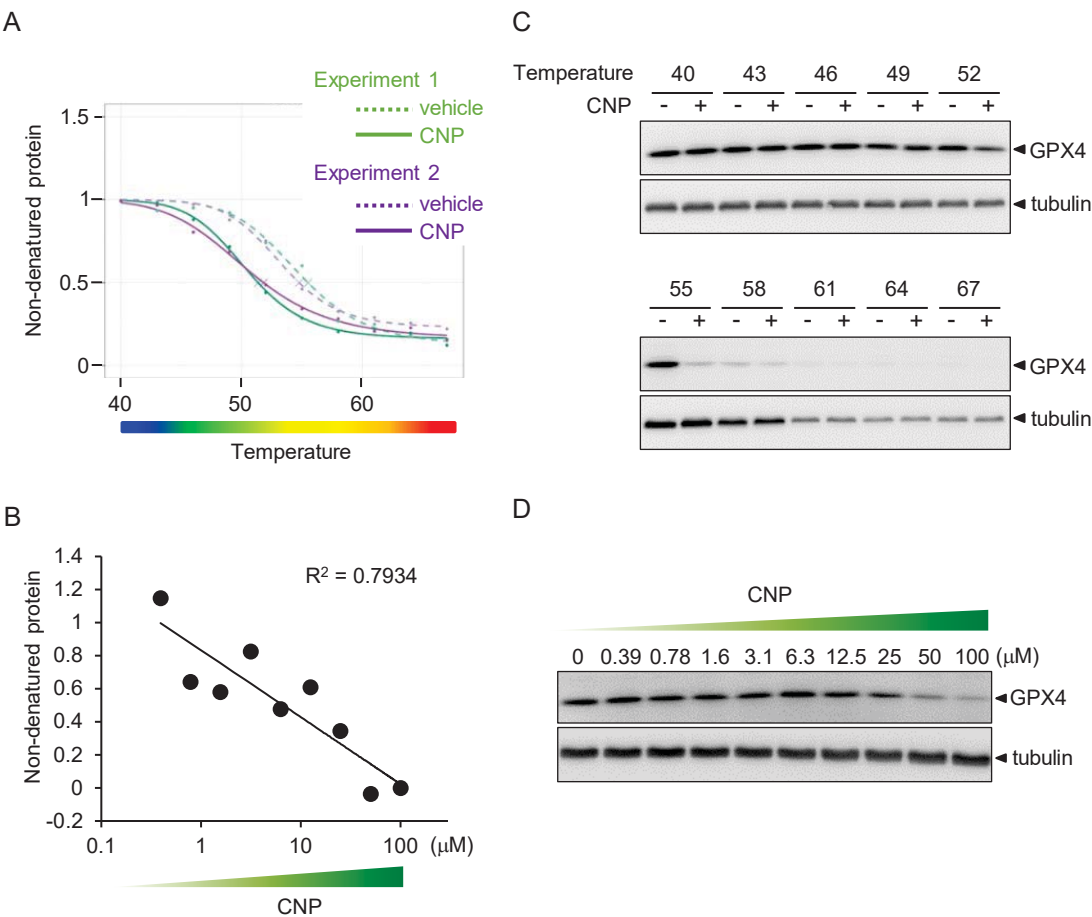 A
Experiment 1
vehicle
CNP
Experiment 2
vehicle
CNP
Non-denatured protein
1.5
1
0.5
0
40 50 60
Temperature
B
Non-denatured protein
1.4
1.2
1
0.8
0.6
0.4
0.2
0
-0.2
R² = 0.7934
0.1 1 10 100 (μM)
CNP
C
Temperature 40 43 46 49 52
CNP - + - + - + - + - +
GPX4
tubulin
55 58 61 64 67
- + - + - + - + - +
GPX4
tubulin
D
CNP
0 0.39 0.78 1.6 3.1 6.3 12.5 25 50 100 (μM)
GPX4
tubulin